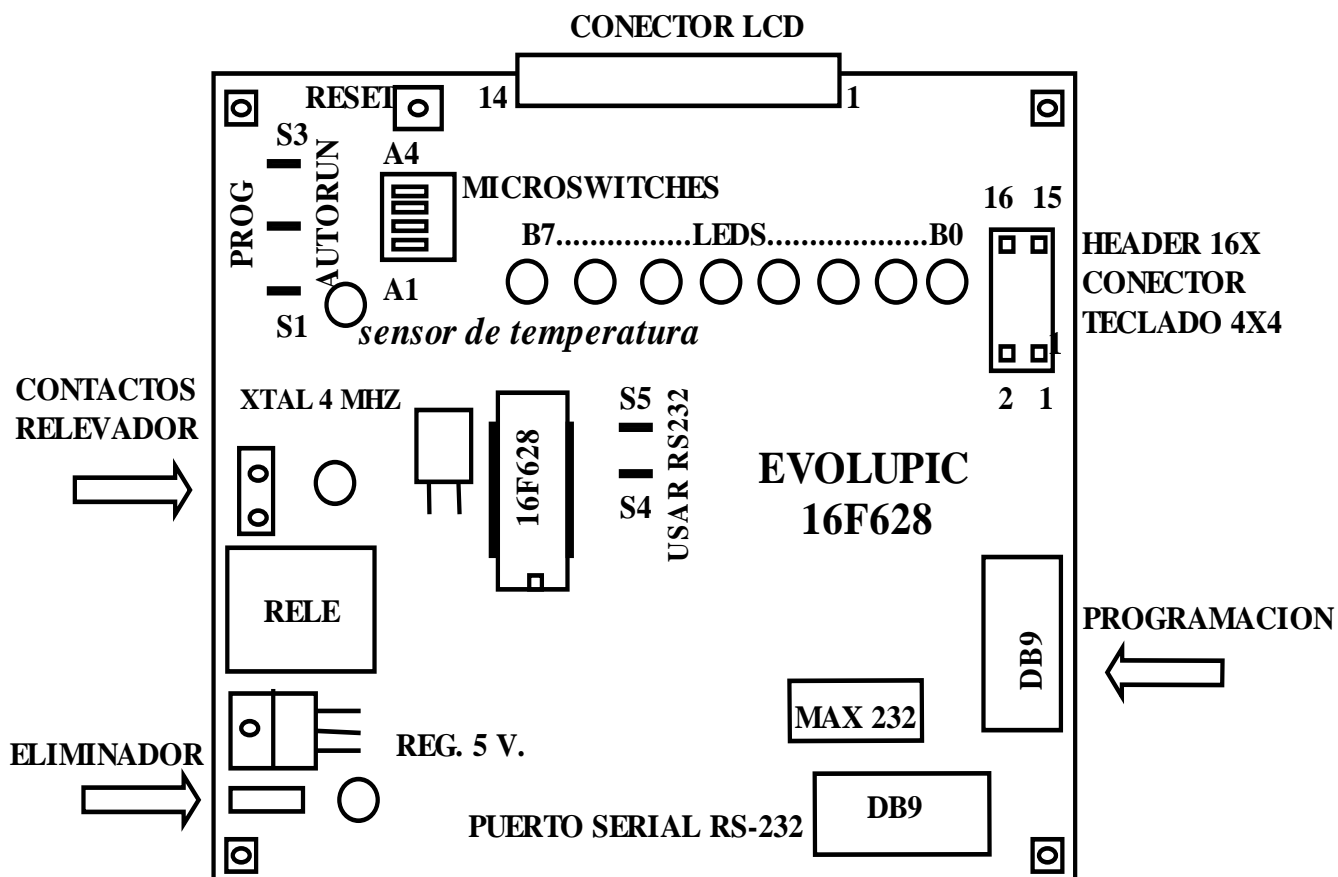 CONECTOR LCD
RESET
14
1
S3
PROG
AUTORUN
S1
A4
MICROSWITCHES
A1
B7................LEDS...................B0
sensor de temperatura
16 15
HEADER 16X
CONECTOR
TECLADO 4X4
1
2 1
CONTACTOS
RELEVADOR
XTAL 4 MHZ
16F628
S5
S4
USAR RS232
EVOLUPIC
16F628
RELE
PROGRAMACION
DB9
MAX 232
ELIMINADOR
REG. 5 V.
PUERTO SERIAL RS-232
DB9